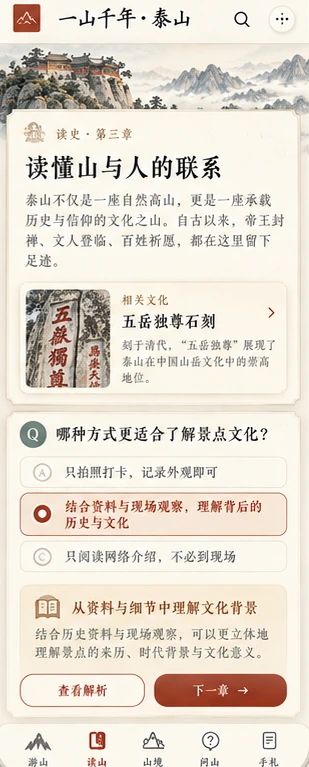 一山千年·泰山
读史·第三章
读懂山与人的联系
泰山不仅是一座自然高山，更是一座承载
历史与信仰的文化之山。自古以来，帝王封
禅、文人登临、百姓祈愿，都在这里留下
足迹。
五嶽獨尊
相关文化
五岳独尊石刻
刻于清代，“五岳独尊”展现了
泰山在中国山岳文化中的崇高
地位。
Q 哪种方式更适合了解景点文化？
A 只拍照打卡，记录外观即可
结合资料与现场观察，理解背后的
历史与文化
C 只阅读网络介绍，不必到现场
从资料与细节中理解文化背景
结合历史资料与现场观察，可以更立体地
理解景点的来历、时代背景与文化意义。
查看解析
下一章 →
游山
读山
山境
问山
手札